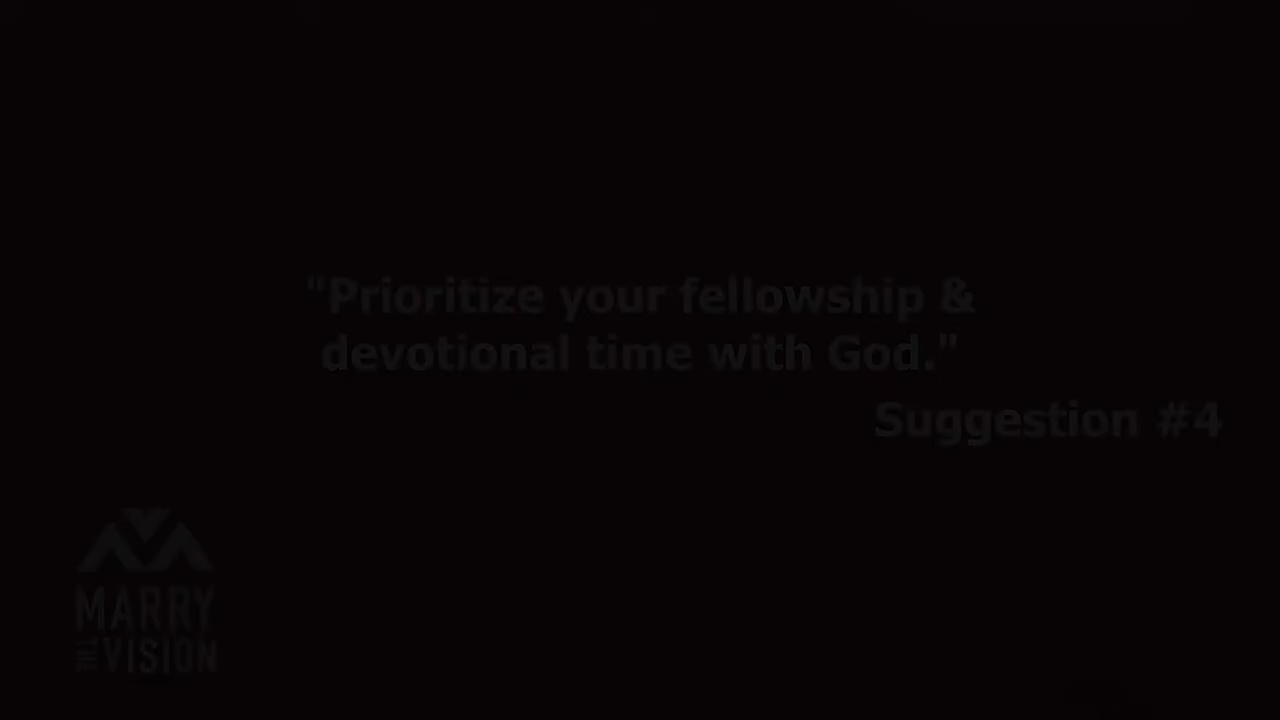 "Prioritize your fellowship &
devotional time with God."
Suggestion #4
MARRY
THE VISION